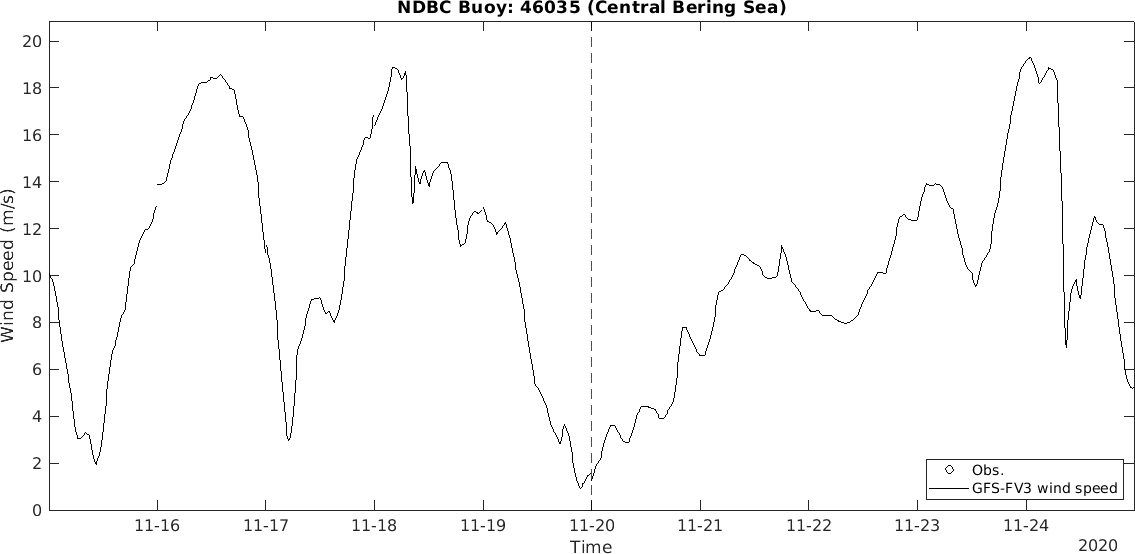 NDBC Buoy: 46035 (Central Bering Sea)
Wind Speed (m/s)
20
18
16
14
12
10
8
6
4
2
0
Obs.
GFS-FV3 wind speed
11-16 11-17 11-18 11-19 11-20 11-21 11-22 11-23 11-24
Time
2020